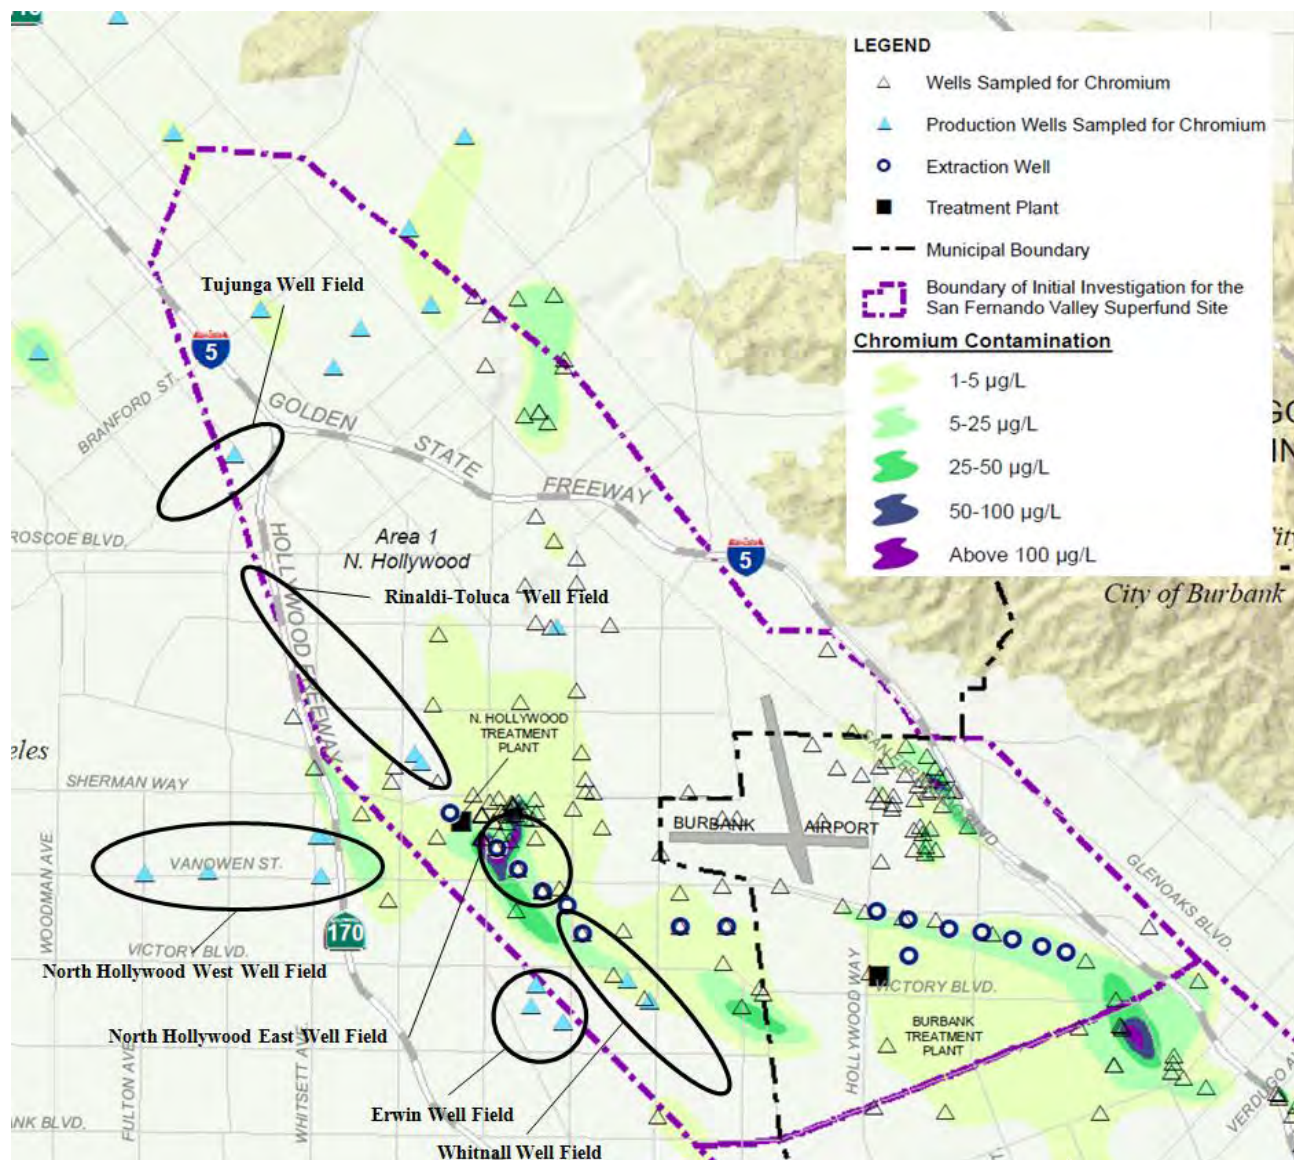 LEGEND
Wells Sampled for Chromium
Production Wells Sampled for Chromium
Extraction Well
Treatment Plant
Municipal Boundary
Boundary of Initial Investigation for the
San Fernando Valley Superfund Site
Chromium Contamination
1-5 µg/L
5-25 µg/L
25-50 µg/L
50-100 µg/L
Above 100 µg/L
Tujunga Well Field
5
BRANFORD ST.
GOLDEN
STATE
FREEWAY
ROSCOE BLVD.
HOLLYWOOD FREEWAY
Area 1
N. Hollywood
5
City of Burbank
Rinaldi-Toluca Well Field
N. HOLLYWOOD
TREATMENT
PLANT
eles
SHERMAN WAY
BURBANK
AIRPORT
BLVD
GLENOAKS BLVD.
VANOWEN ST.
WOODMAN AVE.
170
VICTORY BLVD.
North Hollywood West Well Field
HOLLYWOOD WAY
VICTORY BLVD.
BURBANK
TREATMENT
PLANT
North Hollywood East Well Field
FULTON AVE.
WHITSETT AVE.
Erwin Well Field
Whitnall Well Field
NK BLVD.
VERDUGO A